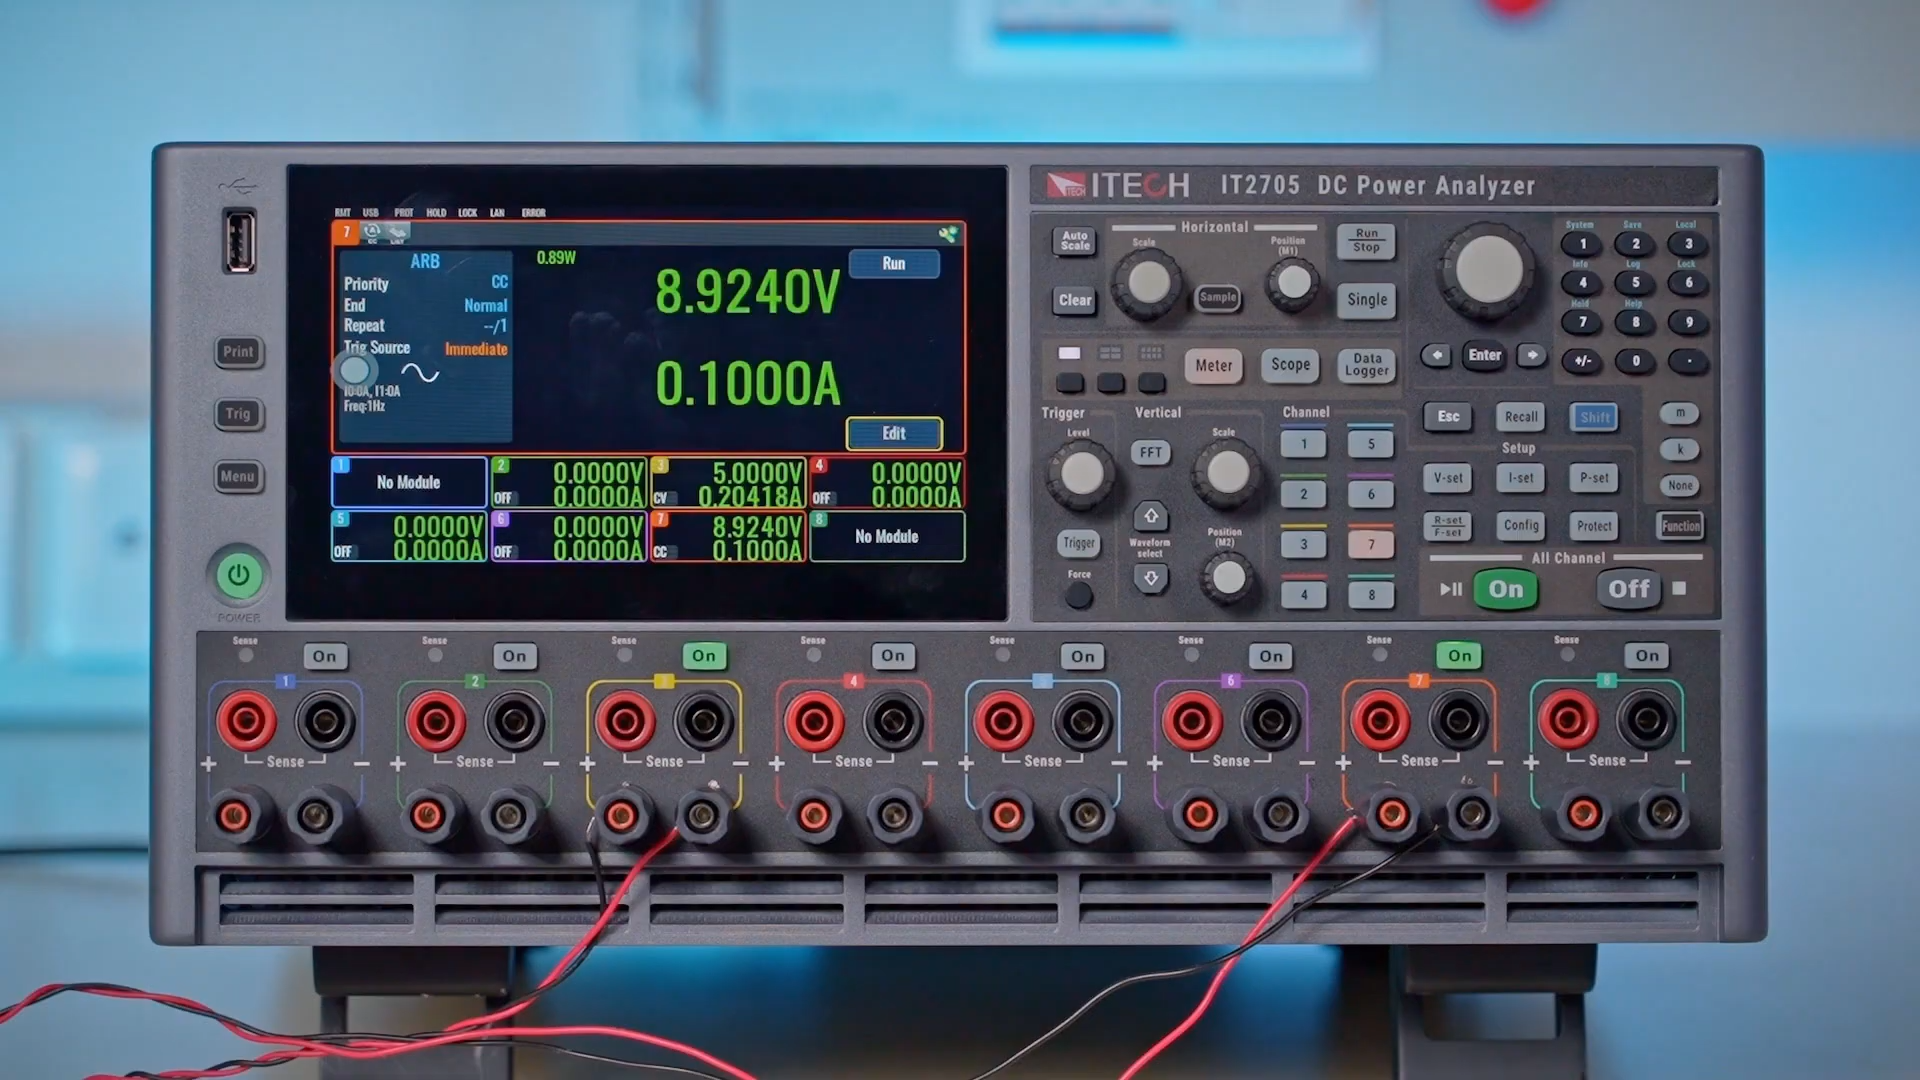 ITECH IT2705 DC Power Analyzer
RMT USB PROT HOLD LOCK LAN ERROR
7
ARB
Priority CC
End Normal
Repeat --/1
Trig Source Immediate
I0:0A, I1:0A
Freq:1Hz
0.89W
8.9240V
0.1000A
Run
Edit
1 No Module
2 0.0000V
OFF 0.0000A
3 5.0000V
CV 0.20418A
4 0.0000V
OFF 0.0000A
5 0.0000V
OFF 0.0000A
6 0.0000V
OFF 0.0000A
7 8.9240V
CC 0.1000A
8 No Module
Print
Trig
Menu
POWER
Horizontal
Auto Scale
Scale
Position (M1)
Run
Stop
Clear
Sample
Single
Meter
Scope
Data Logger
Trigger
Level
Vertical
FFT
Scale
Waveform select
Position (M2)
Trigger
Force
Channel
1 5
2 6
3 7
4 8
System Save Local
1 2 3
Info Log Lock
4 5 6
Hold Help
7 8 9
+/- 0 .
Enter
Esc Recall Shift
m
k
None
Setup
V-set I-set P-set
R-set
F-set
Config Protect Function
All Channel
On Off
Sense On Sense On Sense On Sense On Sense On Sense On Sense On Sense On
1 2 3 4 5 6 7 8
+ Sense − + Sense − + Sense − + Sense − + Sense − + Sense − + Sense − + Sense −